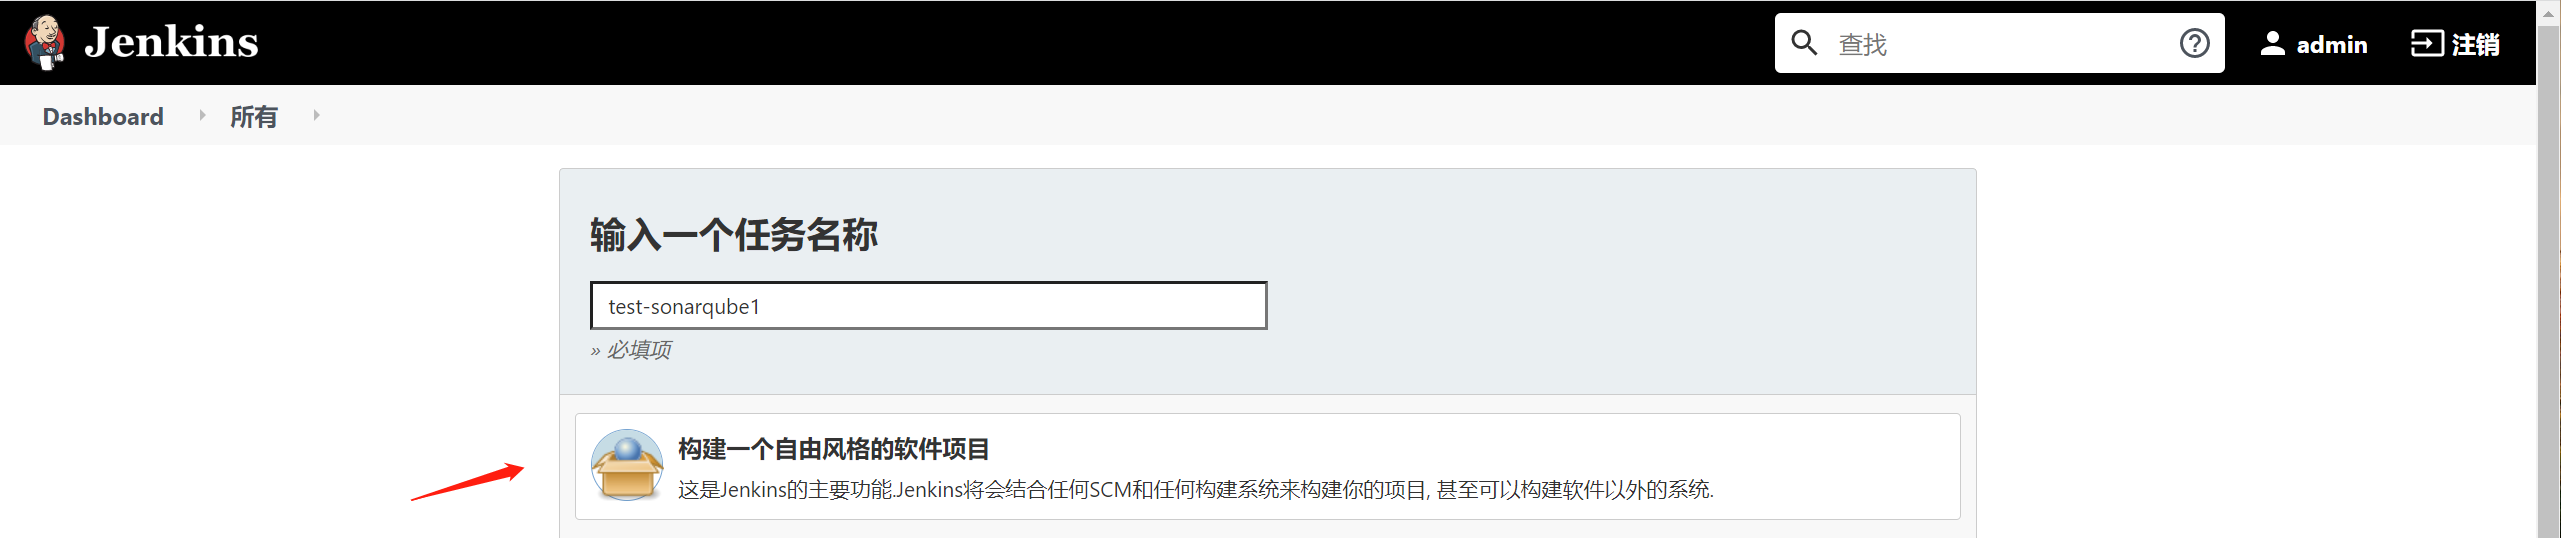 Jenkins
查找
admin
注销
Dashboard
所有
输入一个任务名称
test-sonarqube1
» 必填项
构建一个自由风格的软件项目
这是Jenkins的主要功能.Jenkins将会结合任何SCM和任何构建系统来构建你的项目, 甚至可以构建软件以外的系统.